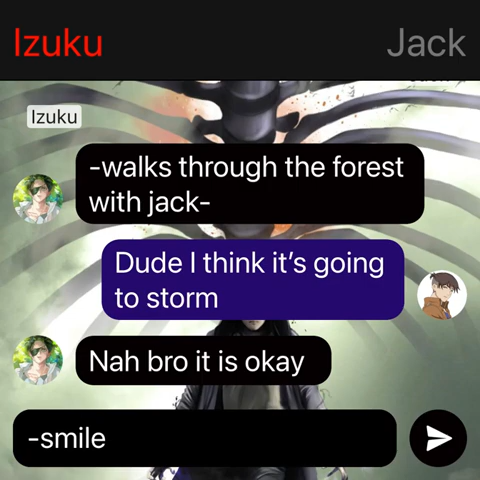 Izuku Jack
Izuku
-walks through the forest
with jack-
Dude I think it’s going
to storm
Nah bro it is okay
-smile